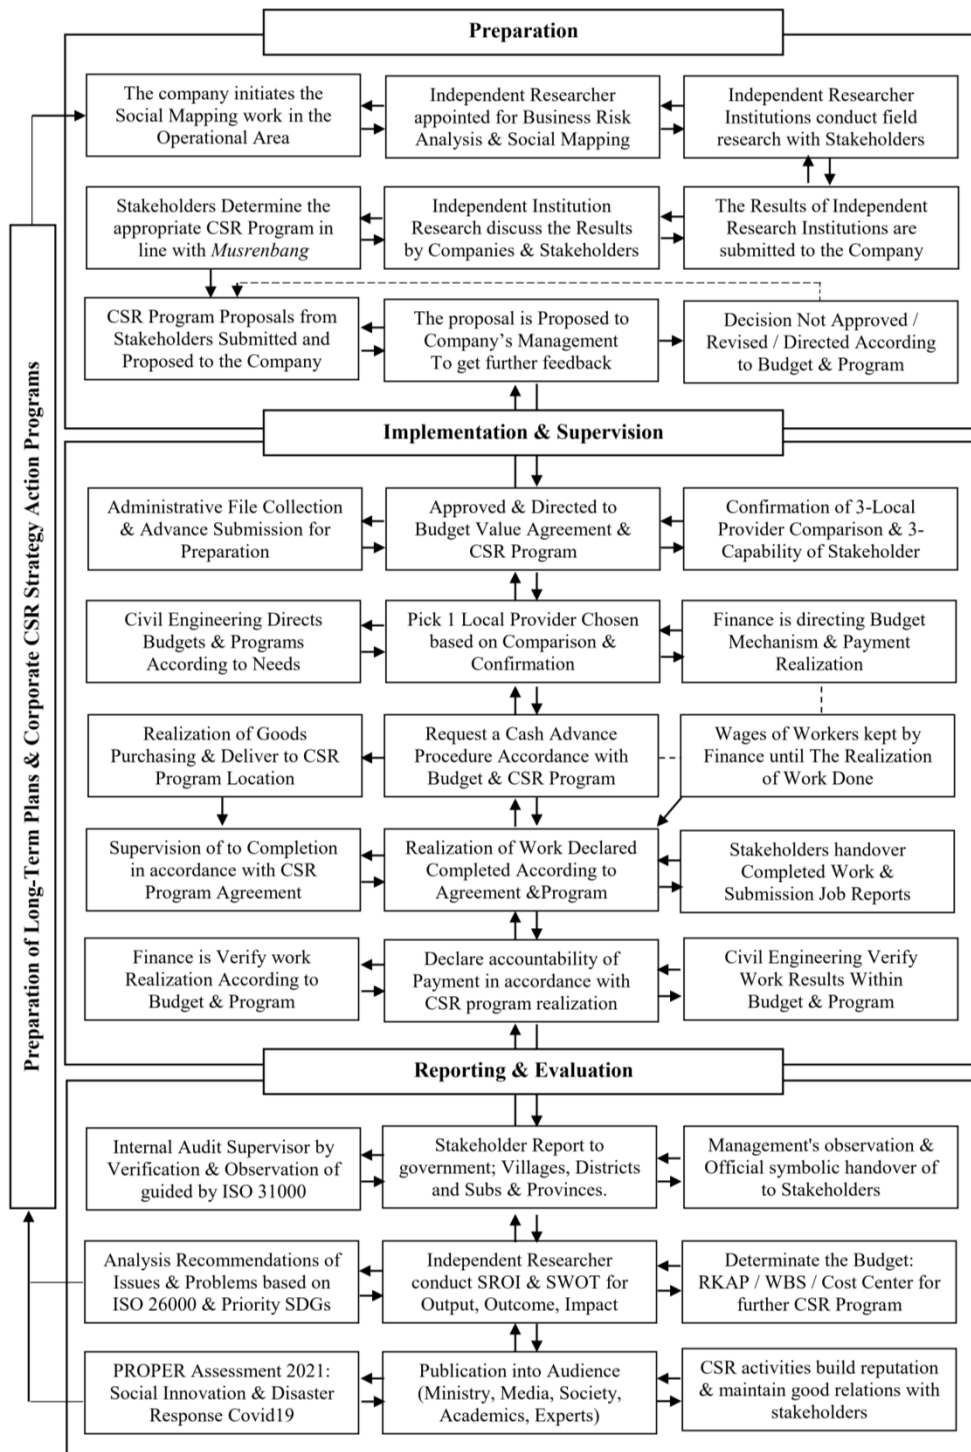 Preparation
The company initiates the
Social Mapping work in the
Operational Area
Independent Researcher
appointed for Business Risk
Analysis & Social Mapping
Independent Researcher
Institutions conduct field
research with Stakeholders
Stakeholders Determine the
appropriate CSR Program in
line with Musrenbang
Independent Institution
Research discuss the Results
by Companies & Stakeholders
The Results of Independent
Research Institutions are
submitted to the Company
CSR Program Proposals from
Stakeholders Submitted and
Proposed to the Company
The proposal is Proposed to
Company's Management
To get further feedback
Decision Not Approved /
Revised / Directed According
to Budget & Program
Preparation of Long-Term Plans & Corporate CSR Strategy Action Programs
Implementation & Supervision
Administrative File Collection
& Advance Submission for
Preparation
Approved & Directed to
Budget Value Agreement &
CSR Program
Confirmation of 3-Local
Provider Comparison & 3-
Capability of Stakeholder
Civil Engineering Directs
Budgets & Programs
According to Needs
Pick 1 Local Provider Chosen
based on Comparison &
Confirmation
Finance is directing Budget
Mechanism & Payment
Realization
Realization of Goods
Purchasing & Deliver to CSR
Program Location
Request a Cash Advance
Procedure Accordance with
Budget & CSR Program
Wages of Workers kept by
Finance until The Realization
of Work Done
Supervision of to Completion
in accordance with CSR
Program Agreement
Realization of Work Declared
Completed According to
Agreement &Program
Stakeholders handover
Completed Work &
Submission Job Reports
Finance is Verify work
Realization According to
Budget & Program
Declare accountability of
Payment in accordance with
CSR program realization
Civil Engineering Verify
Work Results Within
Budget & Program
Reporting & Evaluation
Internal Audit Supervisor by
Verification & Observation of
guided by ISO 31000
Stakeholder Report to
government; Villages, Districts
and Subs & Provinces.
Management's observation &
Official symbolic handover of
to Stakeholders
Analysis Recommendations of
Issues & Problems based on
ISO 26000 & Priority SDGs
Independent Researcher
conduct SROI & SWOT for
Output, Outcome, Impact
Determinate the Budget:
RKAP / WBS / Cost Center for
further CSR Program
PROPER Assessment 2021:
Social Innovation & Disaster
Response Covid19
Publication into Audience
(Ministry, Media, Society,
Academics, Experts)
CSR activities build reputation
& maintain good relations with
stakeholders